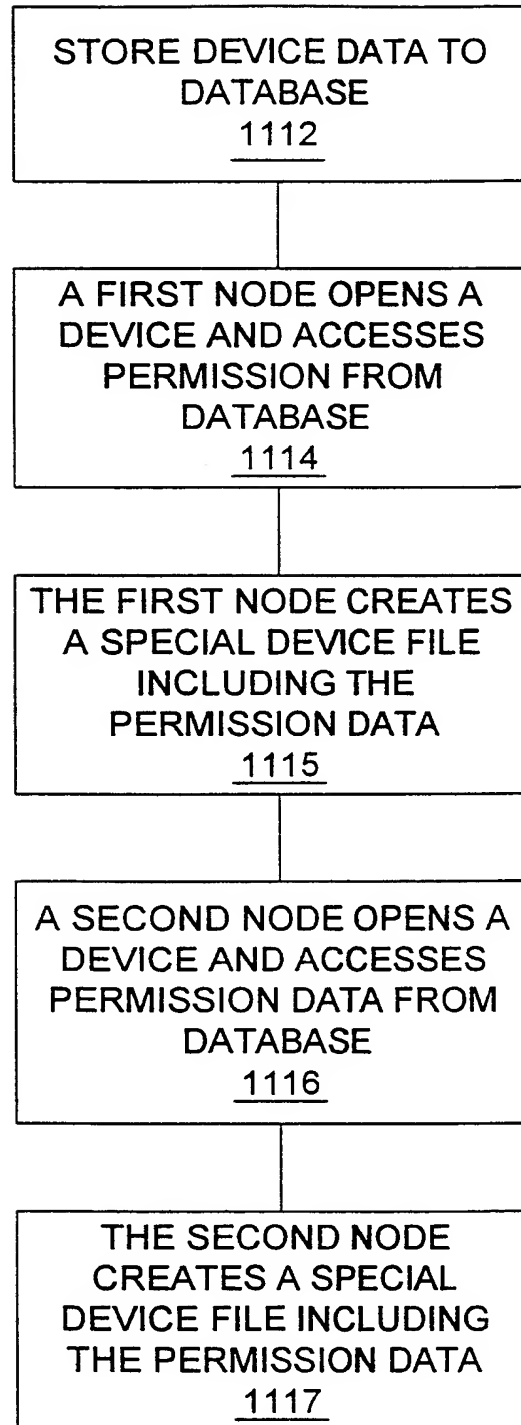 STORE DEVICE DATA TO
DATABASE
1112
A FIRST NODE OPENS A
DEVICE AND ACCESSES
PERMISSION FROM
DATABASE
1114
THE FIRST NODE CREATES
A SPECIAL DEVICE FILE
INCLUDING THE
PERMISSION DATA
1115
A SECOND NODE OPENS A
DEVICE AND ACCESSES
PERMISSION DATA FROM
DATABASE
1116
THE SECOND NODE
CREATES A SPECIAL
DEVICE FILE INCLUDING
THE PERMISSION DATA
1117